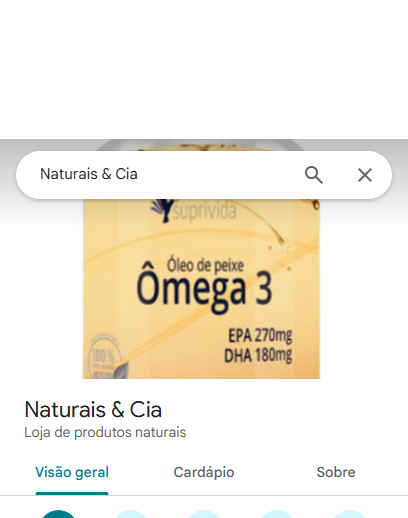 Naturais & Cia
suprivida
Óleo de peixe
Ômega 3
EPA 270mg
DHA 180mg
100%
Naturais & Cia
Loja de produtos naturais
Visão geral
Cardápio
Sobre